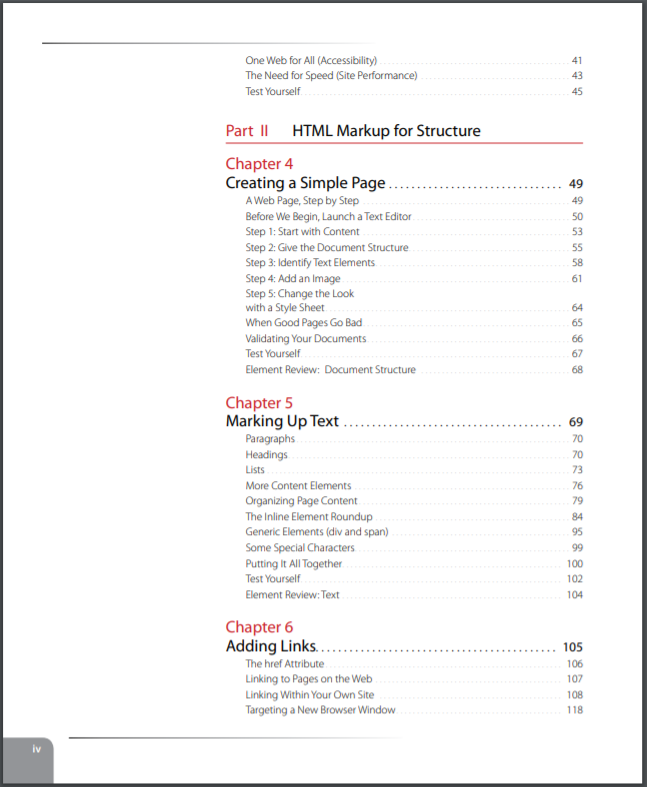 One Web for All (Accessibility) 41
The Need for Speed (Site Performance) 43
Test Yourself 45
Part II HTML Markup for Structure
Chapter 4
Creating a Simple Page . . . . . . . . . . . . . . . . . . . . . . . . . . . . . . . 49
A Web Page, Step by Step 49
Before We Begin, Launch a Text Editor 50
Step 1: Start with Content 53
Step 2: Give the Document Structure 55
Step 3: Identify Text Elements 58
Step 4: Add an Image 61
Step 5: Change the Look
with a Style Sheet 64
When Good Pages Go Bad 65
Validating Your Documents 66
Test Yourself 67
Element Review: Document Structure 68
Chapter 5
Marking Up Text . . . . . . . . . . . . . . . . . . . . . . . . . . . . . . . . . . . . . . . 69
Paragraphs 70
Headings 70
Lists 73
More Content Elements 76
Organizing Page Content 79
The Inline Element Roundup 84
Generic Elements (div and span) 95
Some Special Characters 99
Putting It All Together 100
Test Yourself 102
Element Review: Text 104
Chapter 6
Adding Links. . . . . . . . . . . . . . . . . . . . . . . . . . . . . . . . . . . . . . . . . . . 105
The href Attribute 106
Linking to Pages on the Web 107
Linking Within Your Own Site 108
Targeting a New Browser Window 118
iv